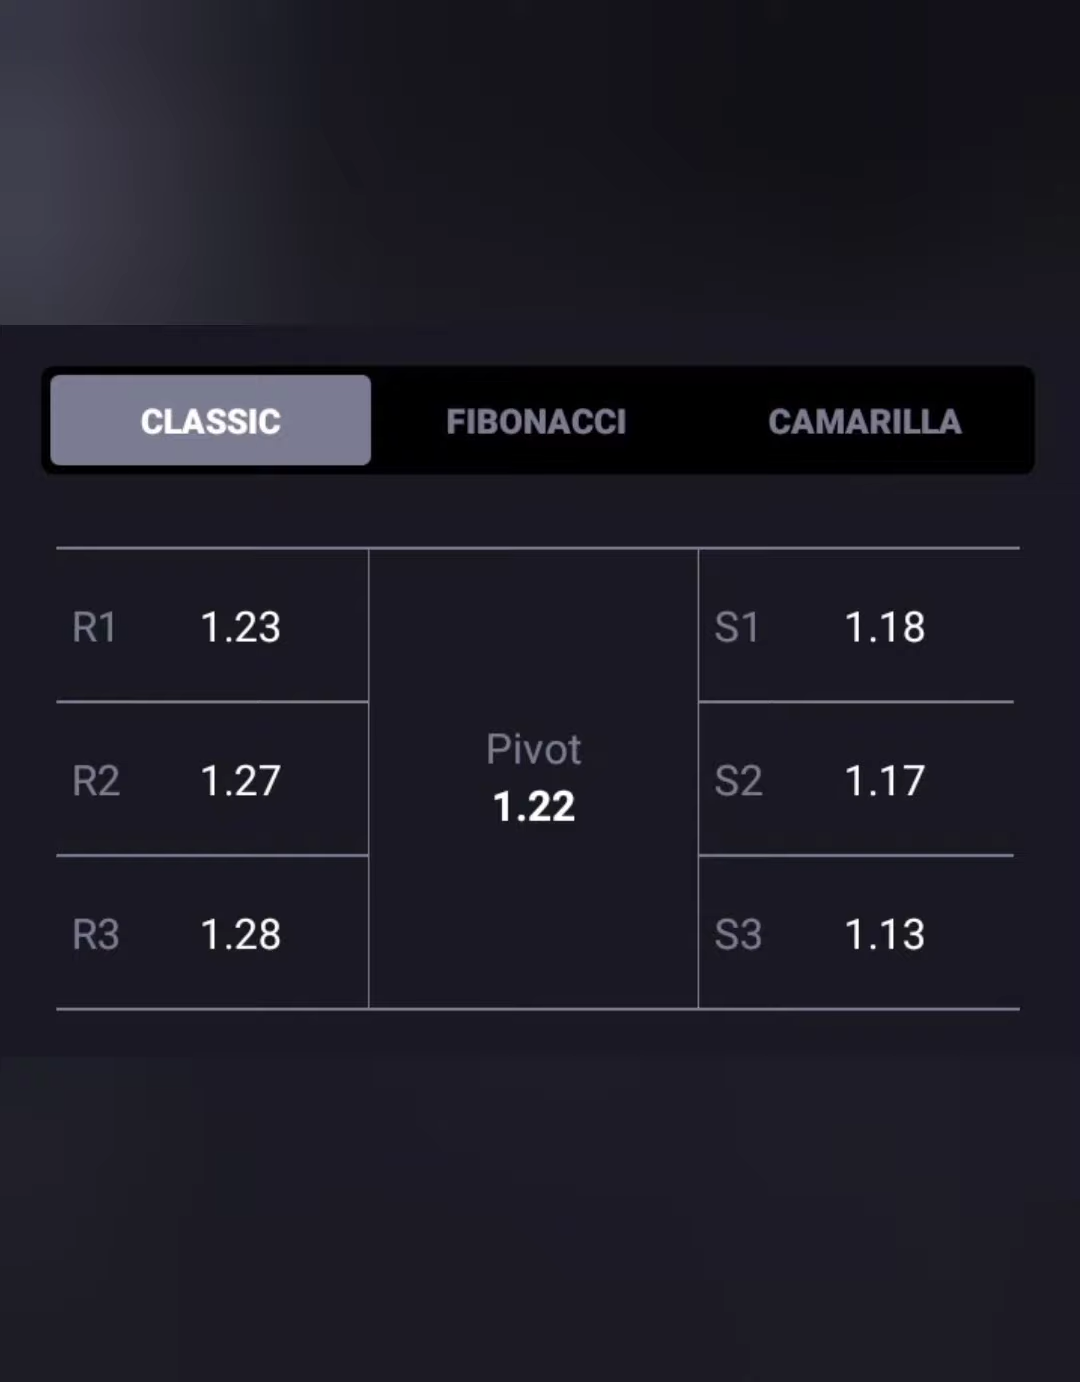 CLASSIC FIBONACCI CAMARILLA
R1 1.23
R2 1.27
R3 1.28
Pivot
1.22
S1 1.18
S2 1.17
S3 1.13